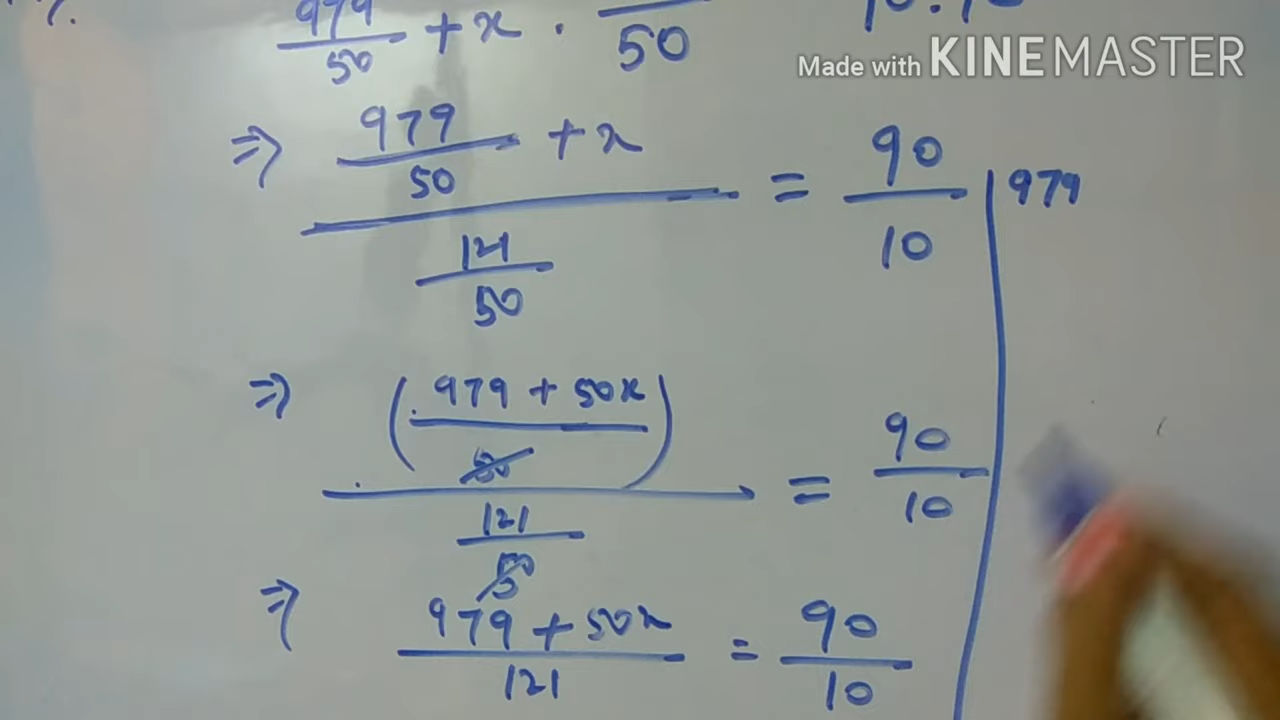 979/50 + x . /50
Made with KINEMASTER
⇒ (979/50 + x)/(121/50) = 90/10
979
⇒ ((979 + 50x)/50)/(121/50) = 90/10
⇒ (979 + 50x)/121 = 90/10